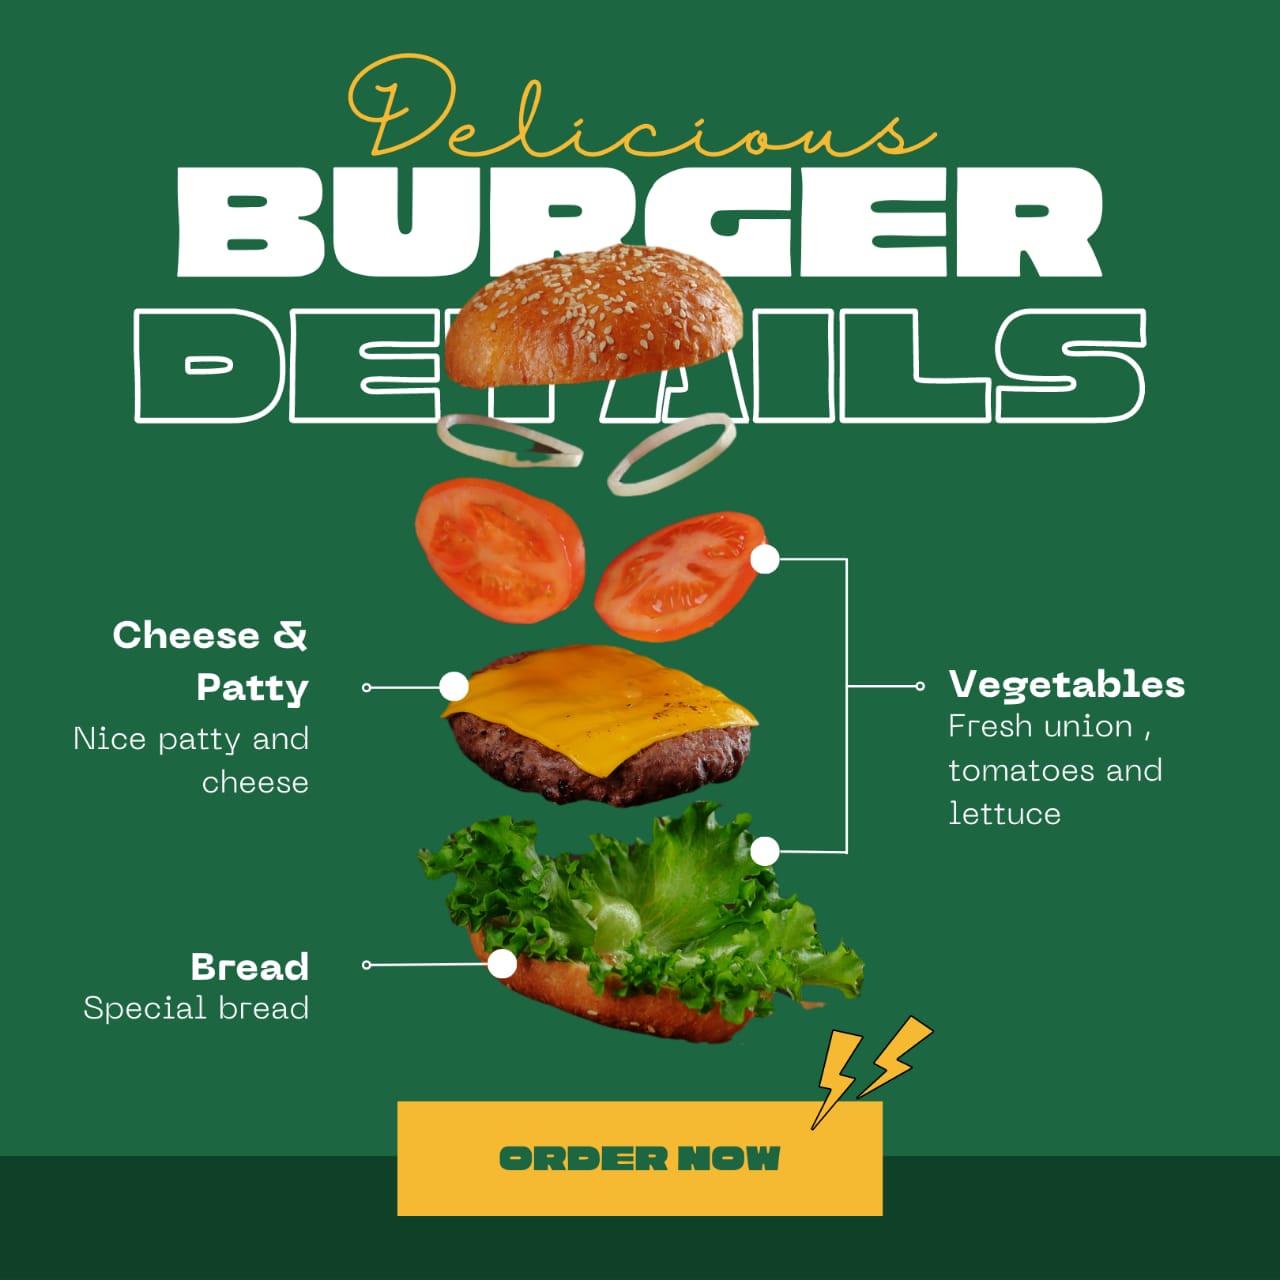 Delicious
BURGER
DETAILS
Cheese &
Patty
Nice patty and
cheese
Vegetables
Fresh union ,
tomatoes and
lettuce
Bread
Special bread
ORDER NOW